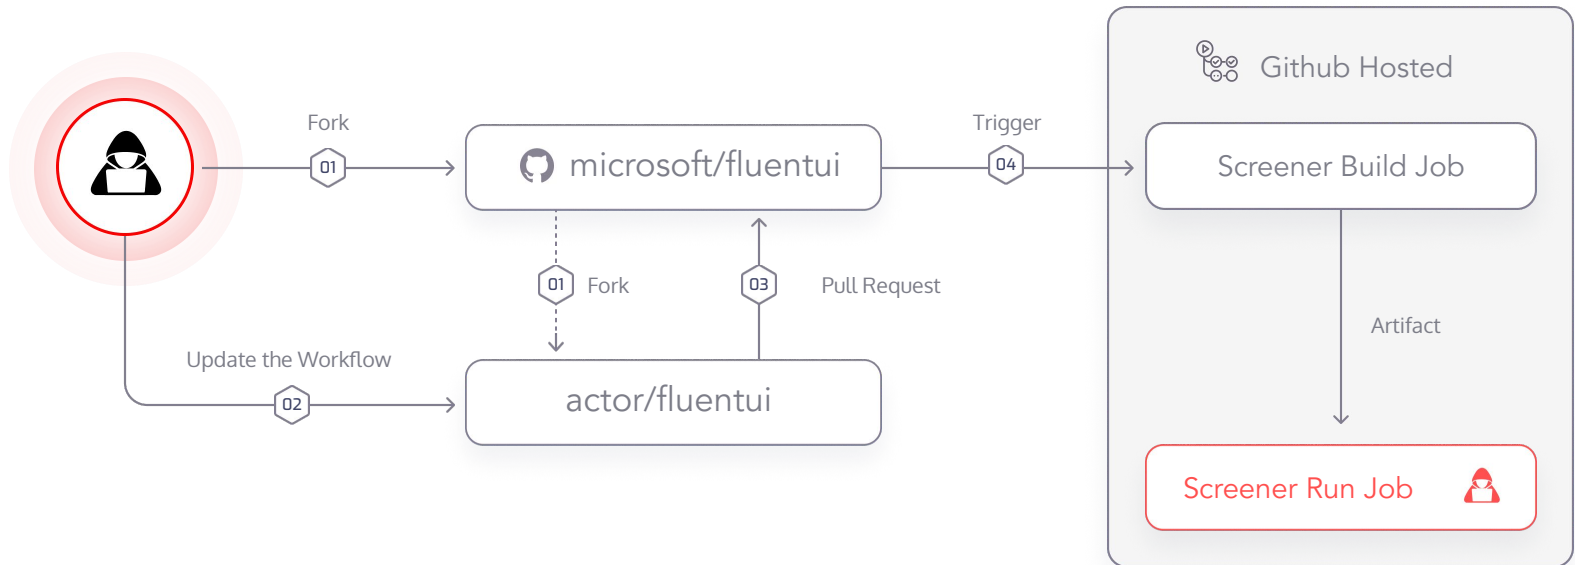 Github Hosted
Fork
01
microsoft/fluentui
Trigger
04
Screener Build Job
01
Fork
03
Pull Request
Artifact
Update the Workflow
02
actor/fluentui
Screener Run Job